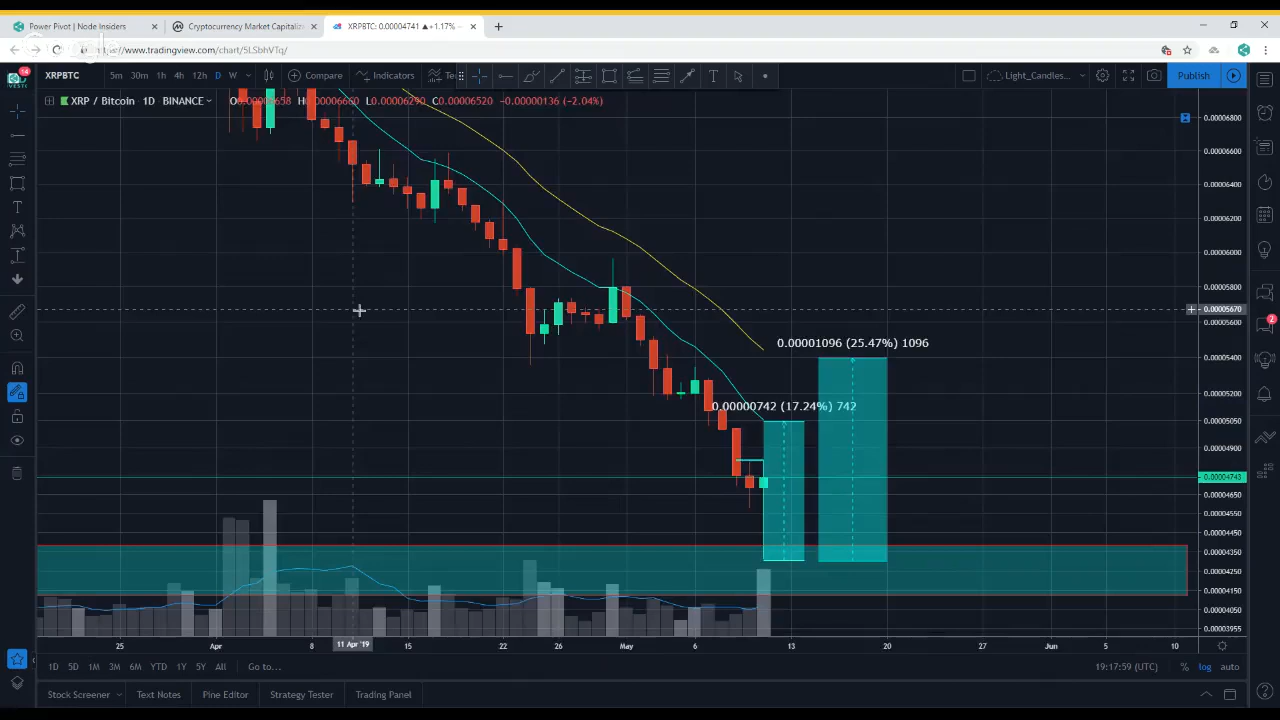 Power Pivot | Node Insiders
Cryptocurrency Market Capitaliz
XRPBTC: 0.00004741 ▲ +1.17%
www.tradingview.com/chart/5LSbhVTq/
XRPBTC 5m 30m 1h 4h 12h D W Compare Indicators Te Light_Candles... Publish
14
XRP / Bitcoin 1D BINANCE O0.00006658 H0.00006660 L0.00006290 C0.00006520 −0.00000136 (−2.04%)
0.00006800
0.00006600
0.00006400
0.00006200
0.00006000
0.00005800
0.00005670
0.00005600
2
0.00001096 (25.47%) 1096
0.00005400
0.00005200
0.00000742 (17.24%) 742
0.00005050
0.00004900
0.00004743
0.00004650
0.00004550
0.00004450
0.00004350
0.00004250
0.00004150
0.00004050
0.00003955
25 Apr 8 11 Apr '19 15 22 26 May 6 13 20 27 Jun 5 10
1D 5D 1M 3M 6M YTD 1Y 5Y All Go to... 19:17:59 (UTC) % log auto
Stock Screener Text Notes Pine Editor Strategy Tester Trading Panel